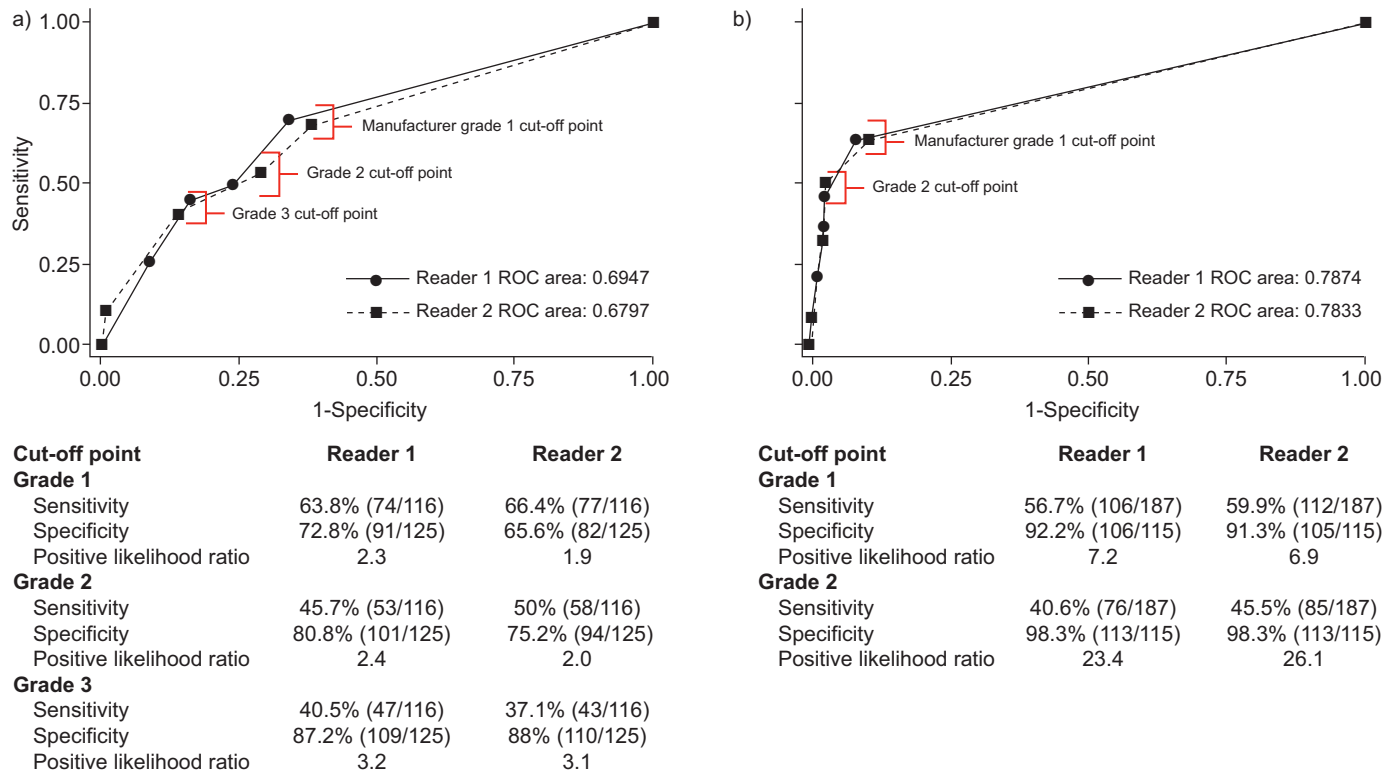 a)
1.00
0.75
0.50
0.25
0.00
Sensitivity
Manufacturer grade 1 cut-off point
Grade 2 cut-off point
Grade 3 cut-off point
Reader 1 ROC area: 0.6947
Reader 2 ROC area: 0.6797
0.00 0.25 0.50 0.75 1.00
1-Specificity
b)
Manufacturer grade 1 cut-off point
Grade 2 cut-off point
Reader 1 ROC area: 0.7874
Reader 2 ROC area: 0.7833
0.00 0.25 0.50 0.75 1.00
1-Specificity
Cut-off point Reader 1 Reader 2
Grade 1
Sensitivity 63.8% (74/116) 66.4% (77/116)
Specificity 72.8% (91/125) 65.6% (82/125)
Positive likelihood ratio 2.3 1.9
Grade 2
Sensitivity 45.7% (53/116) 50% (58/116)
Specificity 80.8% (101/125) 75.2% (94/125)
Positive likelihood ratio 2.4 2.0
Grade 3
Sensitivity 40.5% (47/116) 37.1% (43/116)
Specificity 87.2% (109/125) 88% (110/125)
Positive likelihood ratio 3.2 3.1
Cut-off point Reader 1 Reader 2
Grade 1
Sensitivity 56.7% (106/187) 59.9% (112/187)
Specificity 92.2% (106/115) 91.3% (105/115)
Positive likelihood ratio 7.2 6.9
Grade 2
Sensitivity 40.6% (76/187) 45.5% (85/187)
Specificity 98.3% (113/115) 98.3% (113/115)
Positive likelihood ratio 23.4 26.1